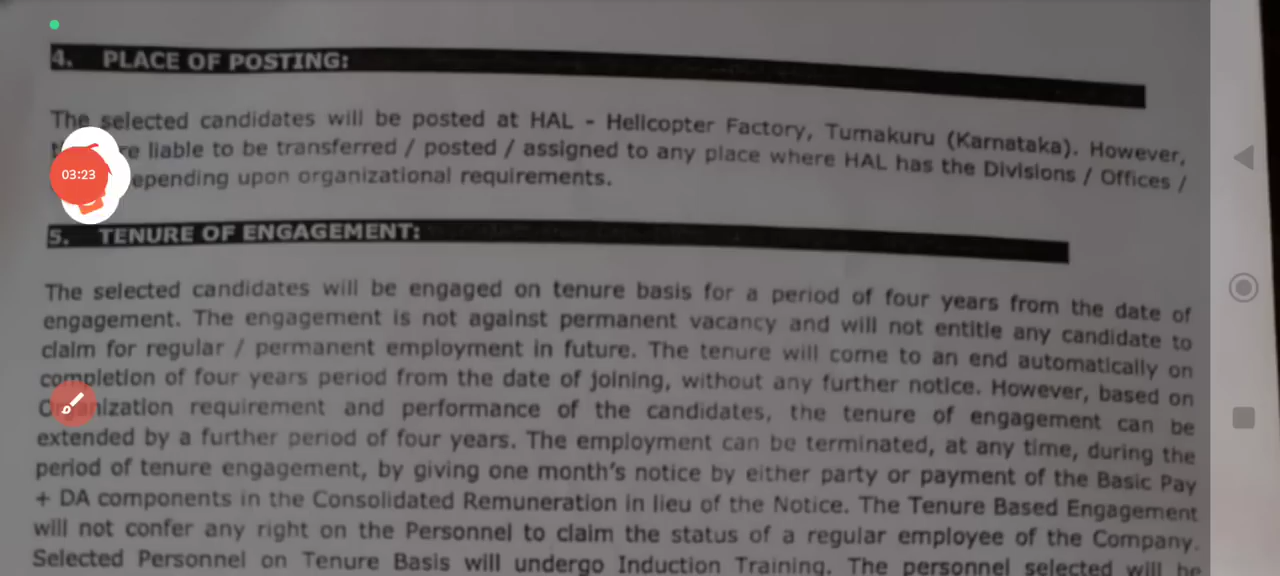 4. PLACE OF POSTING:
The selected candidates will be posted at HAL - Helicopter Factory, Tumakuru (Karnataka). However,
re liable to be transferred / posted / assigned to any place where HAL has the Divisions / Offices /
03:23
epending upon organizational requirements.
5. TENURE OF ENGAGEMENT:
The selected candidates will be engaged on tenure basis for a period of four years from the date of
engagement. The engagement is not against permanent vacancy and will not entitle any candidate to
claim for regular / permanent employment in future. The tenure will come to an end automatically on
completion of four years period from the date of joining, without any further notice. However, based on
Organization requirement and performance of the candidates, the tenure of engagement can be
extended by a further period of four years. The employment can be terminated, at any time, during the
period of tenure engagement, by giving one month's notice by either party or payment of the Basic Pay
+ DA components in the Consolidated Remuneration in lieu of the Notice. The Tenure Based Engagement
will not confer any right on the Personnel to claim the status of a regular employee of the Company.
Selected Personnel on Tenure Basis will undergo Induction Training. The personnel selected will be